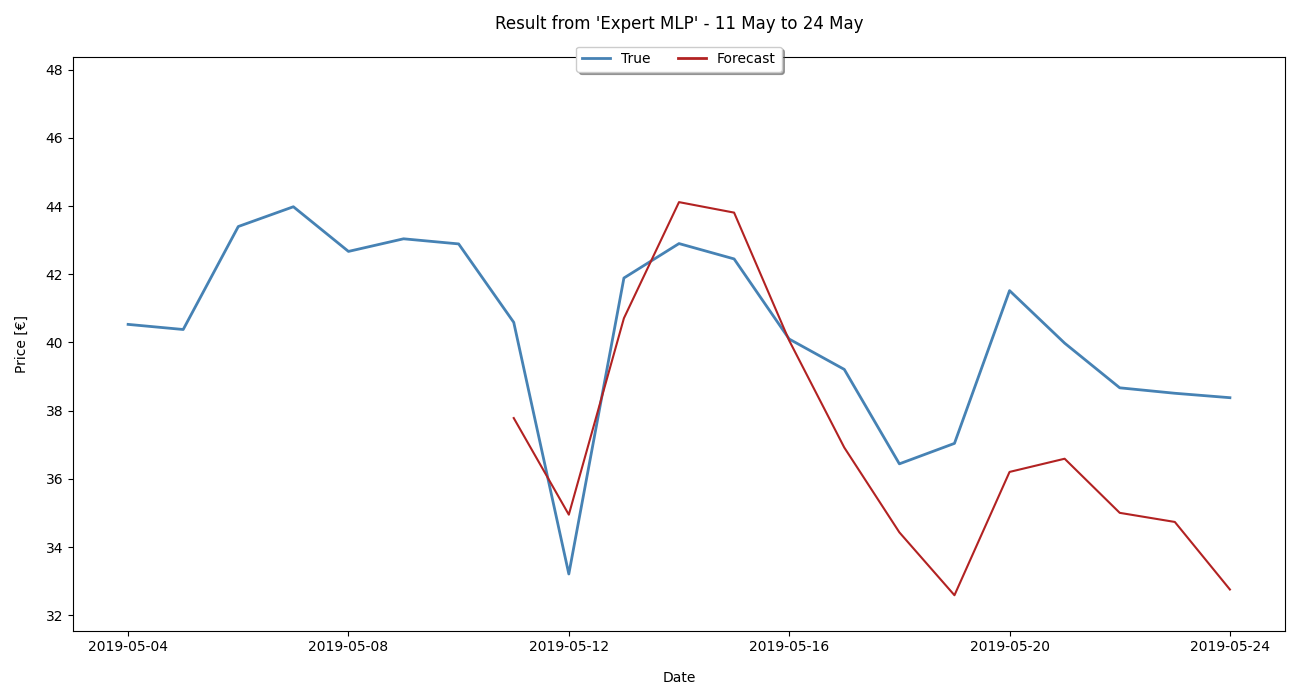 Result from 'Expert MLP' - 11 May to 24 May
True Forecast
48
46
44
42
40
38
36
34
32
Price [€]
2019-05-04 2019-05-08 2019-05-12 2019-05-16 2019-05-20 2019-05-24
Date